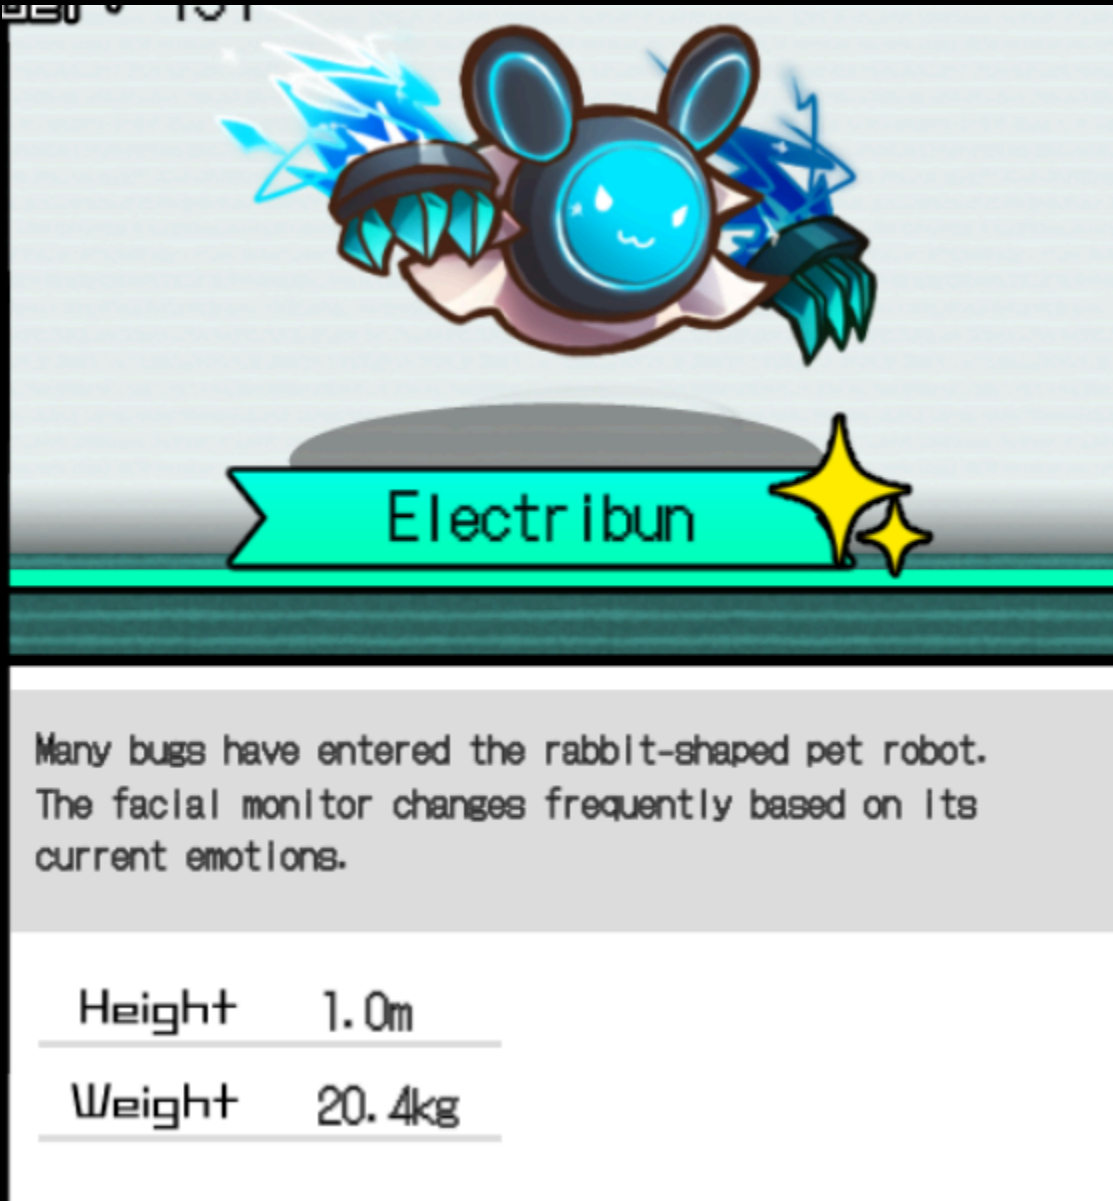 Electribun
Many bugs have entered the rabbit-shaped pet robot.
The facial monitor changes frequently based on its
current emotions.
Height 1.0m
Weight 20.4kg